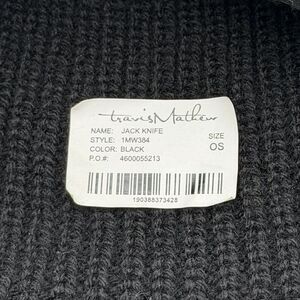 travisMathew
NAME: JACK KNIFE
STYLE: 1MW384
COLOR: BLACK
P.O.#: 4600055213
SIZE
OS
190388373428